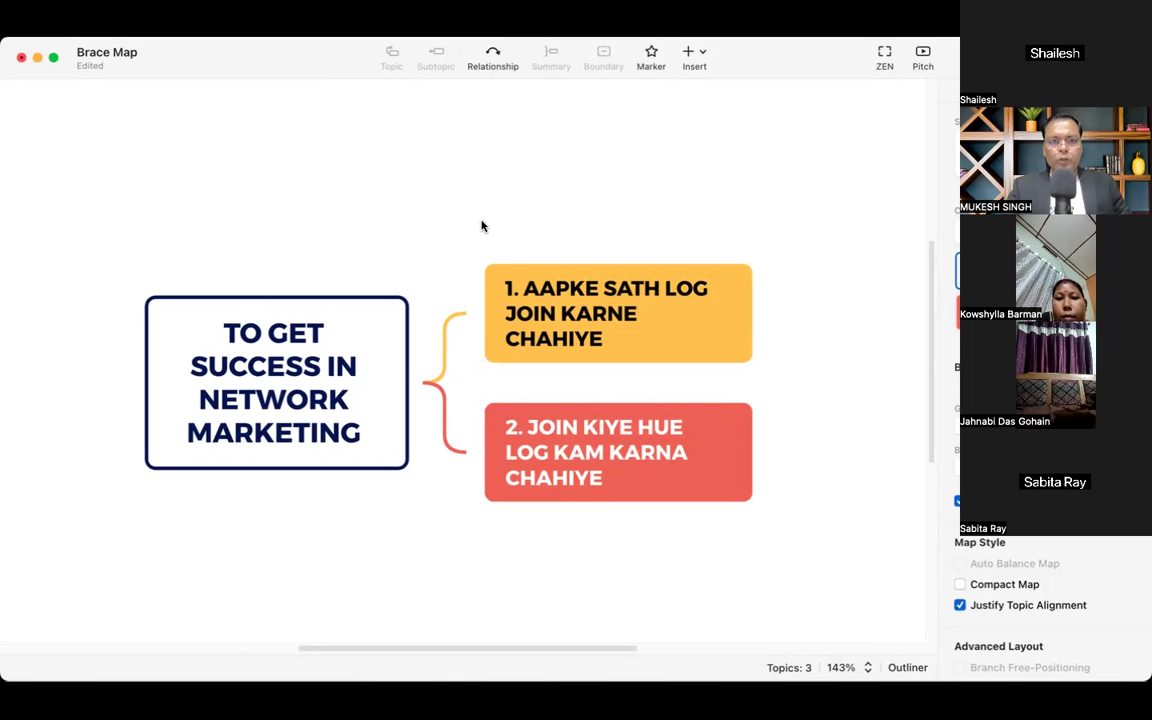 Brace Map
Edited
Topic
Subtopic
Relationship
Summary
Boundary
Marker
Insert
ZEN
Pitch
TO GET
SUCCESS IN
NETWORK
MARKETING
1. AAPKE SATH LOG
JOIN KARNE
CHAHIYE
2. JOIN KIYE HUE
LOG KAM KARNA
CHAHIYE
Shailesh
Shailesh
MUKESH SINGH
Kowshylla Barman
Jahnabi Das Gohain
Sabita Ray
Sabita Ray
Map Style
Auto Balance Map
Compact Map
Justify Topic Alignment
Advanced Layout
Branch Free-Positioning
Topics: 3
143%
Outliner